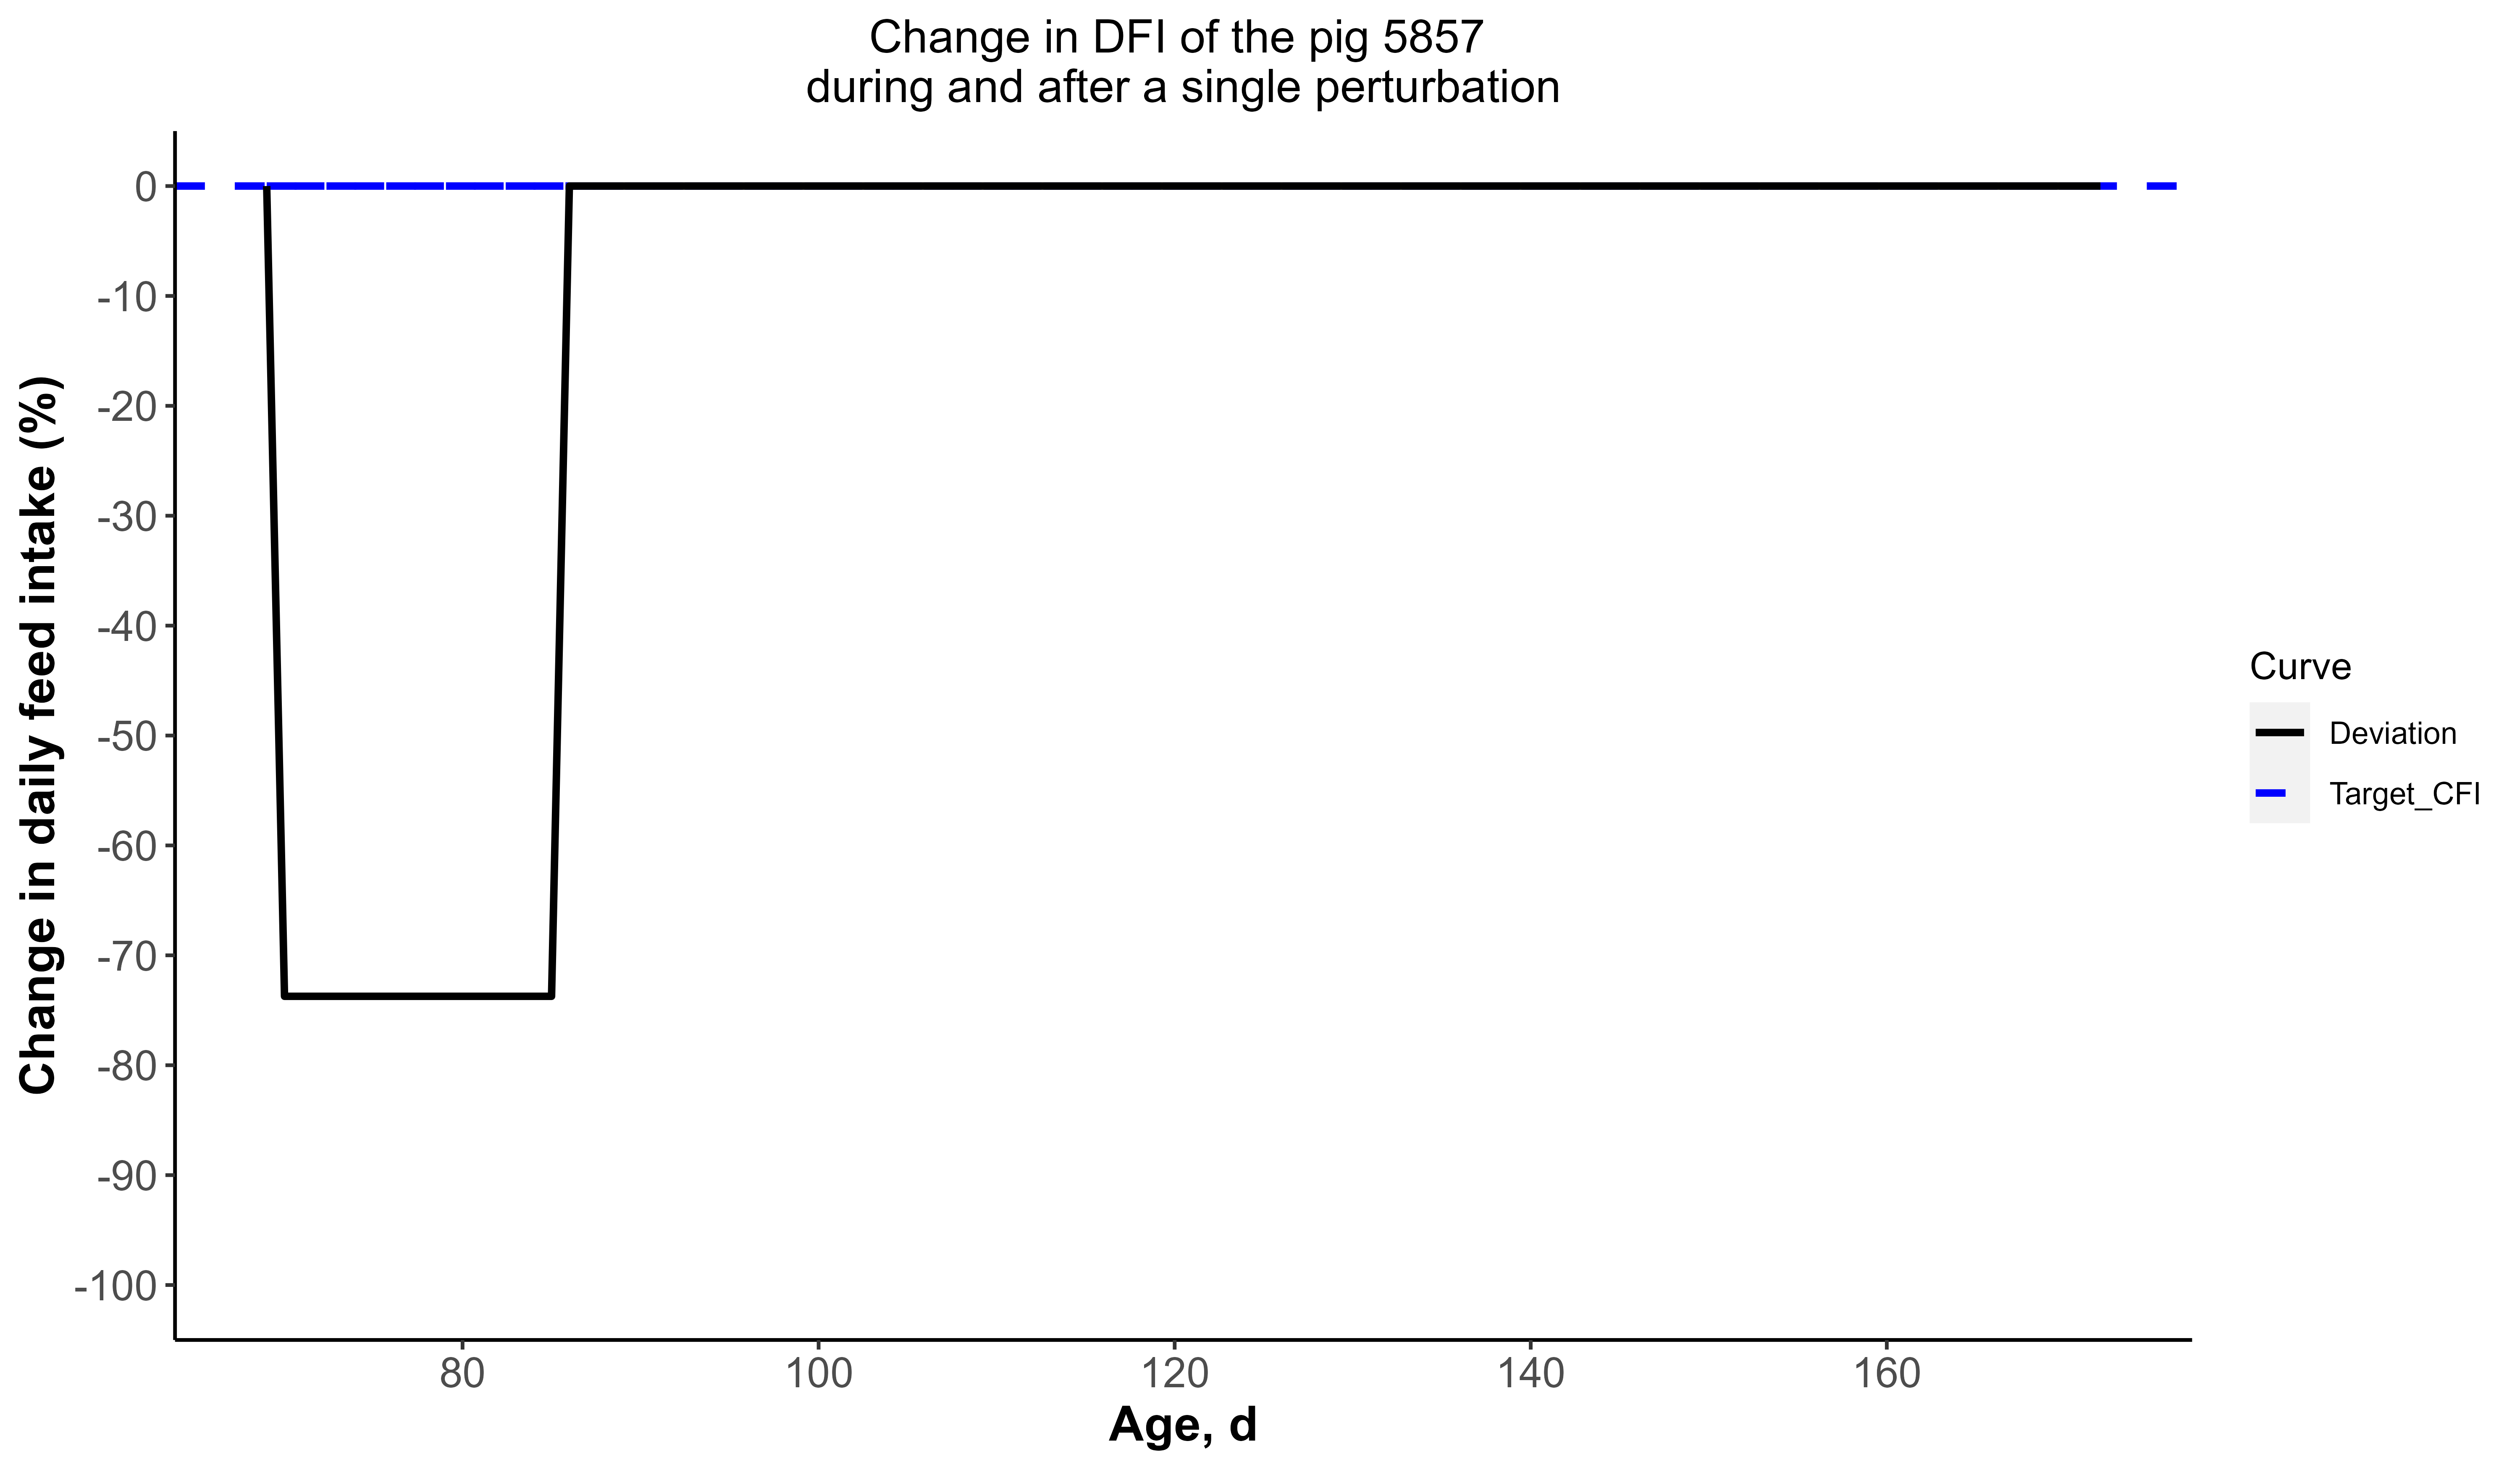 Change in DFI of the pig 5857
during and after a single perturbation
Change in daily feed intake (%)
0
-10
-20
-30
-40
-50
-60
-70
-80
-90
-100
80
100
120
140
160
Age, d
Curve
Deviation
Target_CFI